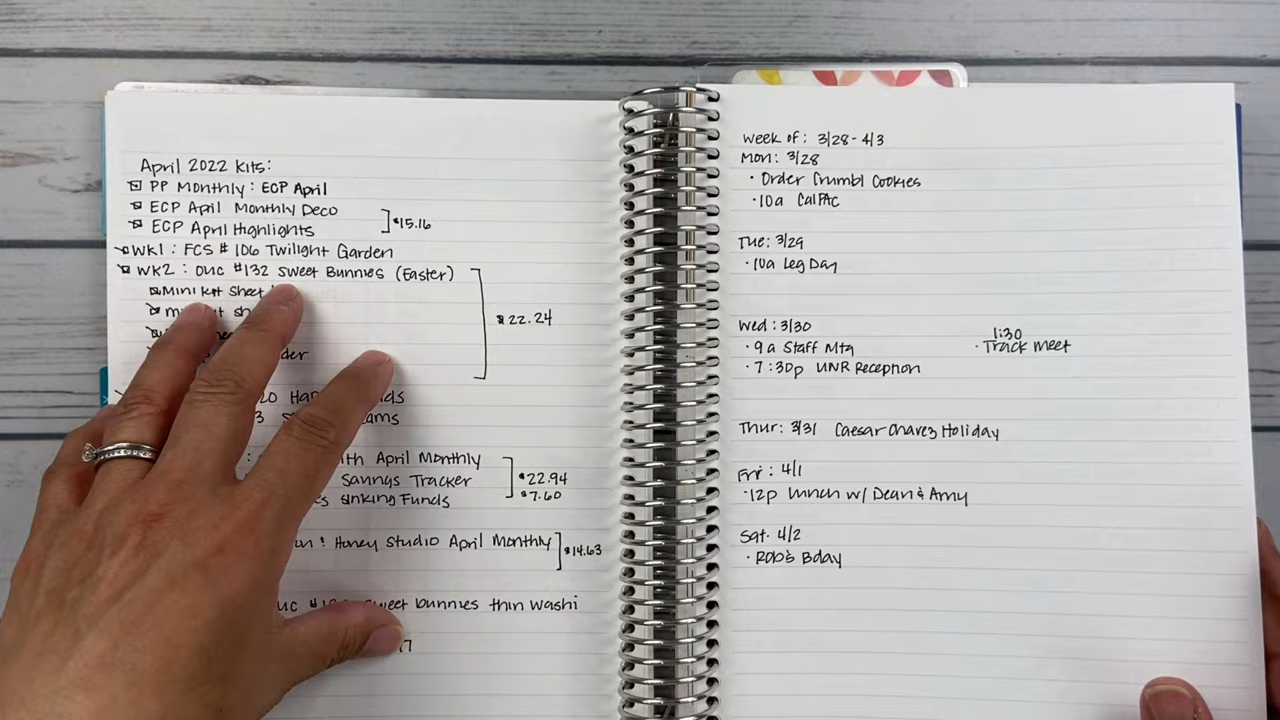 April 2022 Kits:
PP Monthly: ECP April
ECP April Monthly Deco
ECP April Highlights
$15.16
WK1: FCS #106 Twilight Garden
WK2: OUC #132 Sweet Bunnies (Easter)
Mini Kit Sheet
$22.24
April Monthly
Savings Tracker
Sinking Funds
$22.94
$7.60
Honey Studio April Monthly
$14.63
Sweet bunnies thin washi
Week of: 3/28 - 4/3
Mon: 3/28
• Order Crumbl Cookies
• 10a CalPAC
Tue: 3/29
• 10a Leg Day
Wed: 3/30
• 9a Staff Mtg
• 7:30p UNR Reception
1:30
• Track meet
Thur: 3/31 Caesar Chavez Holiday
Fri: 4/1
• 12p Lunch w/ Dean & Amy
Sat. 4/2
• Rob's Bday